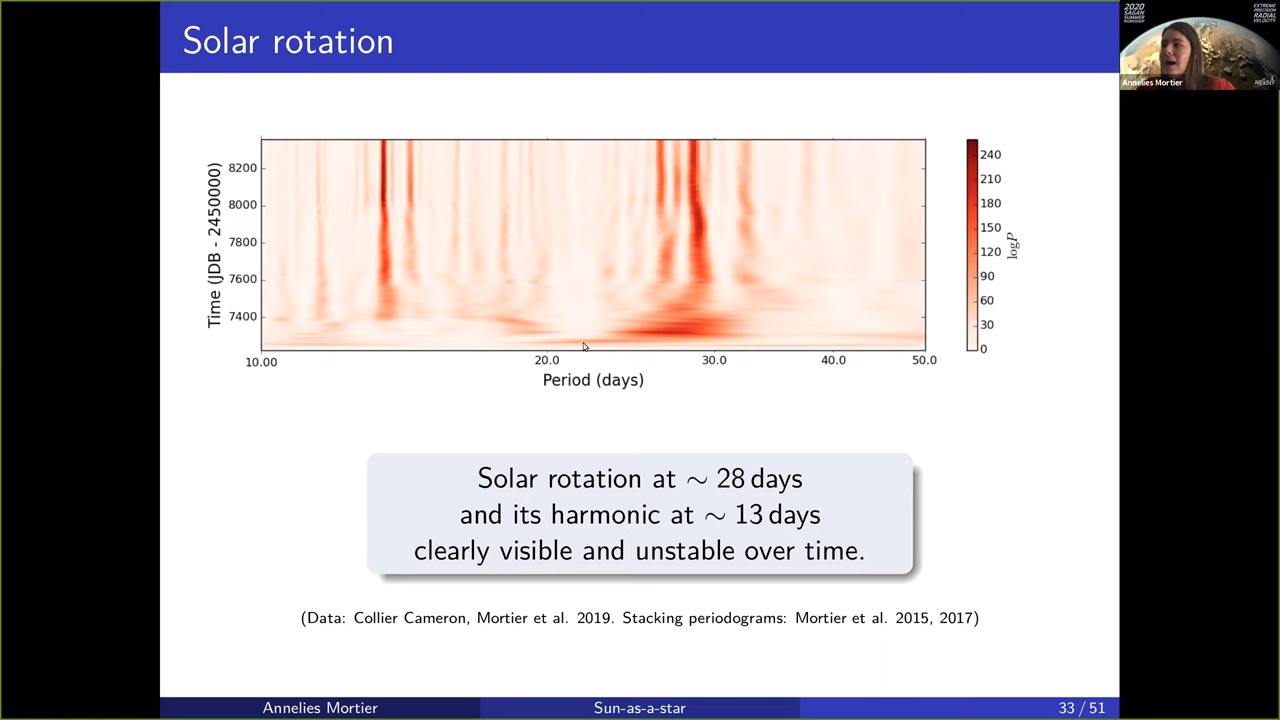 Solar rotation
2020
SAGAN
SUMMER
WORKSHOP
EXTREME
PRECISION
RADIAL
VELOCITY
Annelies Mortier
Time (JDB - 2450000)
8200
8000
7800
7600
7400
10.00
20.0
30.0
40.0
50.0
Period (days)
240
210
180
150
120
90
60
30
0
logP
Solar rotation at ∼ 28 days
and its harmonic at ∼ 13 days
clearly visible and unstable over time.
(Data: Collier Cameron, Mortier et al. 2019. Stacking periodograms: Mortier et al. 2015, 2017)
Annelies Mortier
Sun-as-a-star
33 / 51